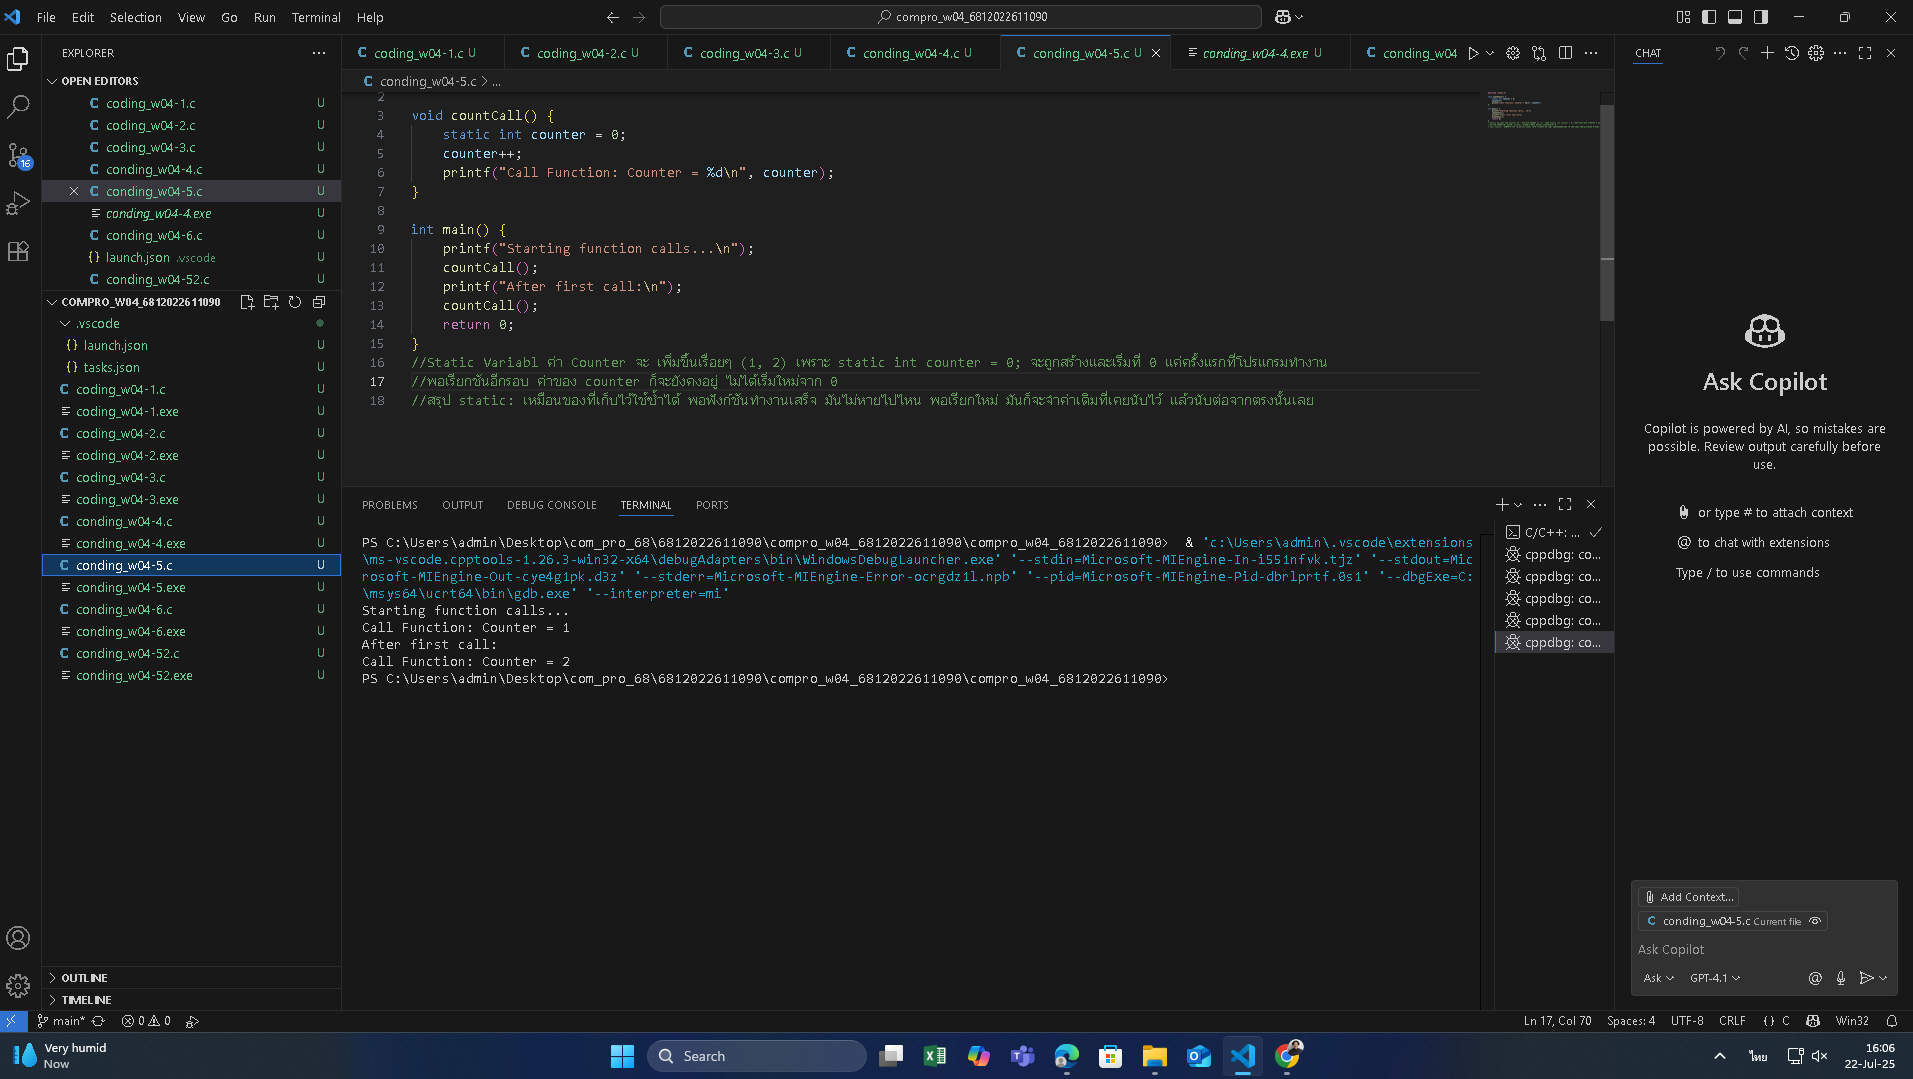 File Edit Selection View Go Run Terminal Help
compro_w04_6812022611090
EXPLORER
OPEN EDITORS
coding_w04-1.c U
coding_w04-2.c U
coding_w04-3.c U
conding_w04-4.c U
conding_w04-5.c U
conding_w04-4.exe U
conding_w04-6.c U
launch.json .vscode U
conding_w04-52.c U
COMPRO_W04_6812022611090
.vscode
launch.json U
tasks.json U
coding_w04-1.c U
coding_w04-1.exe U
coding_w04-2.c U
coding_w04-2.exe U
coding_w04-3.c U
coding_w04-3.exe U
conding_w04-4.c U
conding_w04-4.exe U
conding_w04-5.c U
conding_w04-5.exe U
conding_w04-6.c U
conding_w04-6.exe U
conding_w04-52.c U
conding_w04-52.exe U
OUTLINE
TIMELINE
coding_w04-1.c U coding_w04-2.c U coding_w04-3.c U conding_w04-4.c U conding_w04-5.c U conding_w04-4.exe U conding_w04
conding_w04-5.c > ...
2
3 void countCall() {
4 static int counter = 0;
5 counter++;
6 printf("Call Function: Counter = %d\n", counter);
7 }
8
9 int main() {
10 printf("Starting function calls...\n");
11 countCall();
12 printf("After first call:\n");
13 countCall();
14 return 0;
15 }
16 //Static Variabl ค่า Counter จะ เพิ่มขึ้นเรื่อยๆ (1, 2) เพราะ static int counter = 0; จะถูกสร้างและเริ่มที่ 0 แค่ครั้งแรกที่โปรแกรมทำงาน
17 //พอเรียกซันอีกรอบ ค่าของ counter ก็จะยังคงอยู่ ไม่ได้เริ่มใหม่จาก 0
18 //สรุป static: เหมือนของที่เก็บไว้ใช้ซ้ำได้ พอฟังก์ชันทำงานเสร็จ มันไม่หายไปไหน พอเรียกใหม่ มันก็จะจำค่าเดิมที่เคยนับไว้ แล้วนับต่อจากตรงนั้นเลย
PROBLEMS OUTPUT DEBUG CONSOLE TERMINAL PORTS
PS C:\Users\admin\Desktop\com_pro_68\6812022611090\compro_w04_6812022611090\compro_w04_6812022611090> & 'c:\Users\admin\.vscode\extensions
\ms-vscode.cpptools-1.26.3-win32-x64\debugAdapters\bin\WindowsDebugLauncher.exe' '--stdin=Microsoft-MIEngine-In-i551nfvk.tjz' '--stdout=Mic
rosoft-MIEngine-Out-cye4g1pk.d3z' '--stderr=Microsoft-MIEngine-Error-ocrgdz1l.npb' '--pid=Microsoft-MIEngine-Pid-dbrlprtf.0s1' '--dbgExe=C:
\msys64\ucrt64\bin\gdb.exe' '--interpreter=mi'
Starting function calls...
Call Function: Counter = 1
After first call:
Call Function: Counter = 2
PS C:\Users\admin\Desktop\com_pro_68\6812022611090\compro_w04_6812022611090\compro_w04_6812022611090>
C/C++: ...
cppdbg: co...
cppdbg: co...
cppdbg: co...
cppdbg: co...
cppdbg: co...
CHAT
Ask Copilot
Copilot is powered by AI, so mistakes are
possible. Review output carefully before
use.
or type # to attach context
@ to chat with extensions
Type / to use commands
Add Context...
conding_w04-5.c Current file
Ask Copilot
Ask GPT-4.1
16
main* 0 0
Ln 17, Col 70 Spaces: 4 UTF-8 CRLF {} C Win32
Very humid
Now
Search
ไทย
16:06
22-Jul-25